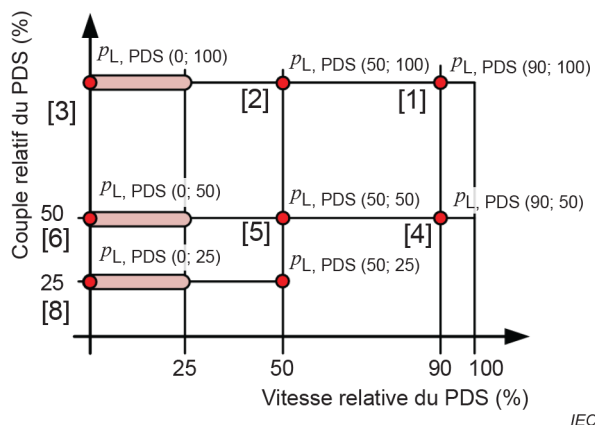 Couple relatif du PDS (%)
pL, PDS (0; 100)
pL, PDS (50; 100)
pL, PDS (90; 100)
[3]
[2]
[1]
pL, PDS (0; 50)
pL, PDS (50; 50)
pL, PDS (90; 50)
50
[6]
[5]
[4]
pL, PDS (0; 25)
pL, PDS (50; 25)
25
[8]
25
50
90
100
Vitesse relative du PDS (%)
IEC